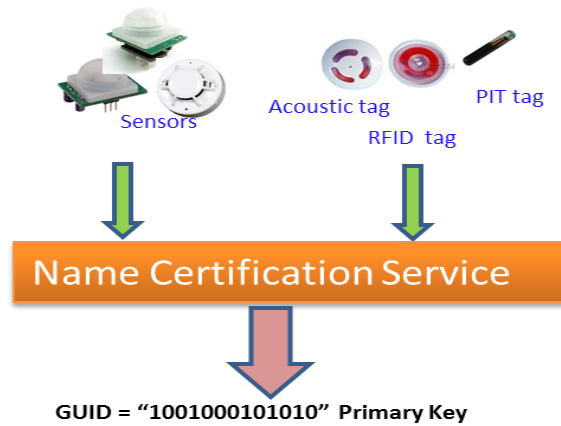 Sensors
Acoustic tag
RFID  tag
PIT tag
Name Certification Service
GUID = “1001000101010” Primary Key